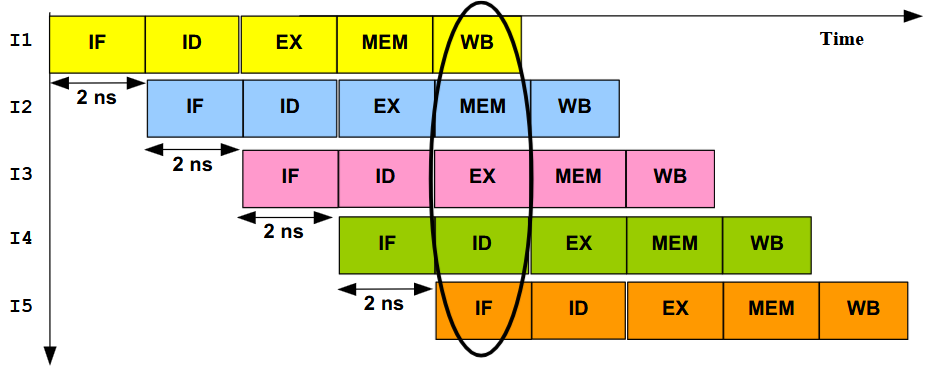 I1 IF ID EX MEM WB Time
2 ns
I2 IF ID EX MEM WB
2 ns
I3 IF ID EX MEM WB
2 ns
I4 IF ID EX MEM WB
2 ns
I5 IF ID EX MEM WB